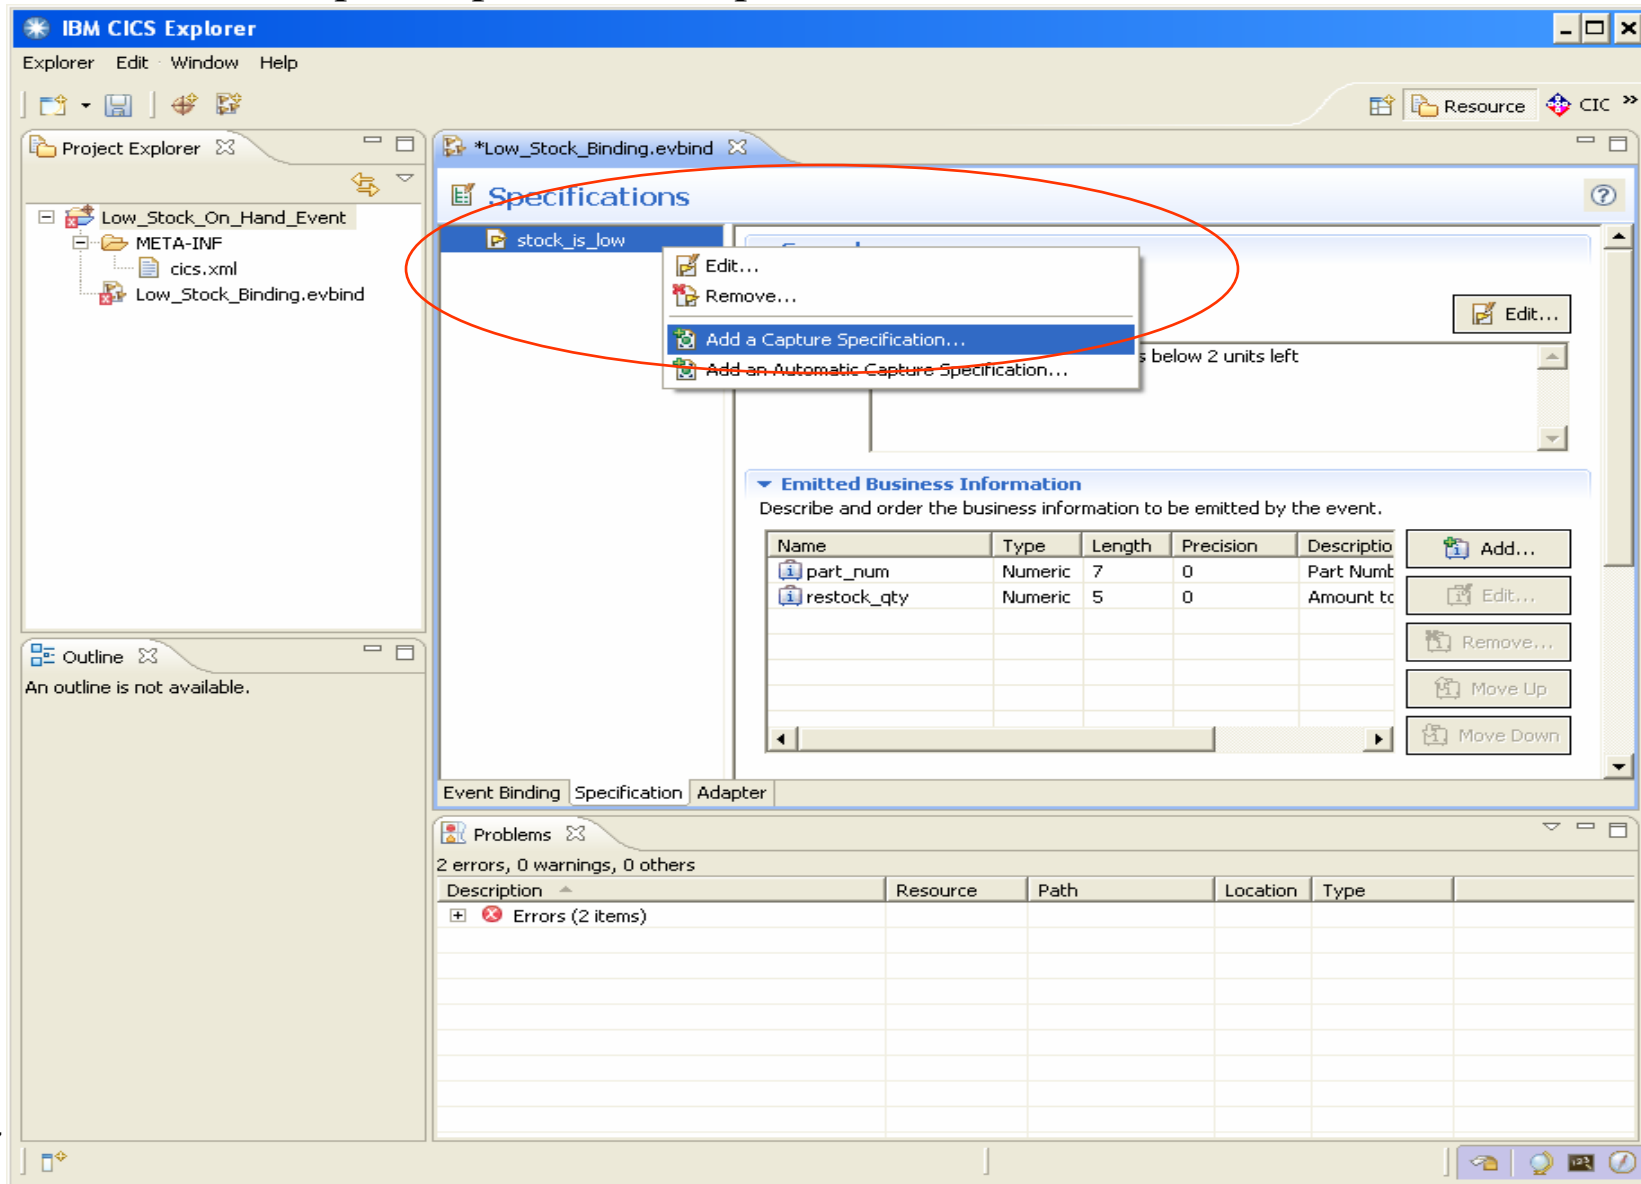 IBM CICS Explorer
Explorer Edit Window Help
Resource CIC »
Project Explorer
Low_Stock_On_Hand_Event
META-INF
cics.xml
Low_Stock_Binding.evbind
*Low_Stock_Binding.evbind
Specifications
stock_is_low
Edit...
Remove...
Add a Capture Specification...
Add an Automatic Capture Specification...
Edit...
below 2 units left
Emitted Business Information
Describe and order the business information to be emitted by the event.
Name Type Length Precision Descriptio
part_num Numeric 7 0 Part Numb
restock_qty Numeric 5 0 Amount to
Add...
Edit...
Remove...
Move Up
Move Down
Event Binding Specification Adapter
Outline
An outline is not available.
Problems
2 errors, 0 warnings, 0 others
Description Resource Path Location Type
Errors (2 items)